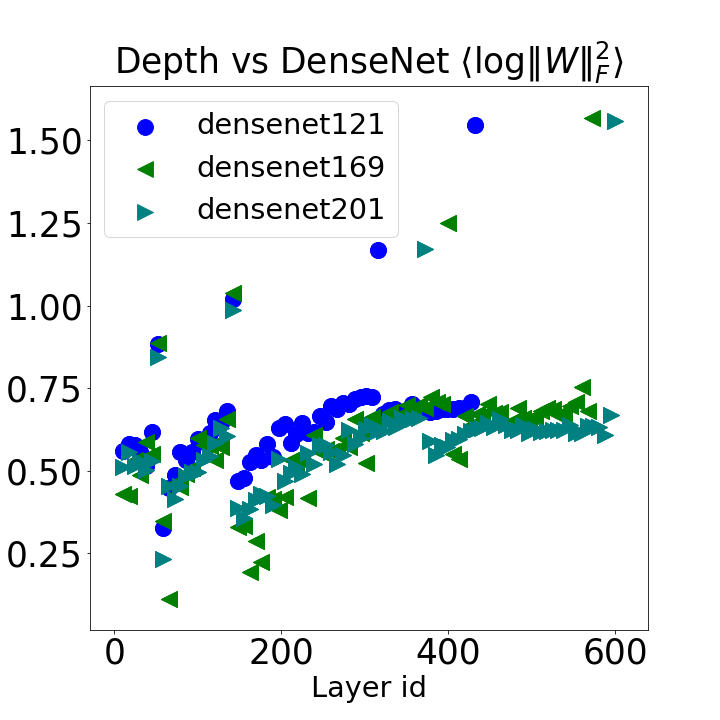 Depth vs DenseNet ⟨log‖W‖²_F⟩
densenet121
densenet169
densenet201
1.50
1.25
1.00
0.75
0.50
0.25
0 200 400 600
Layer id